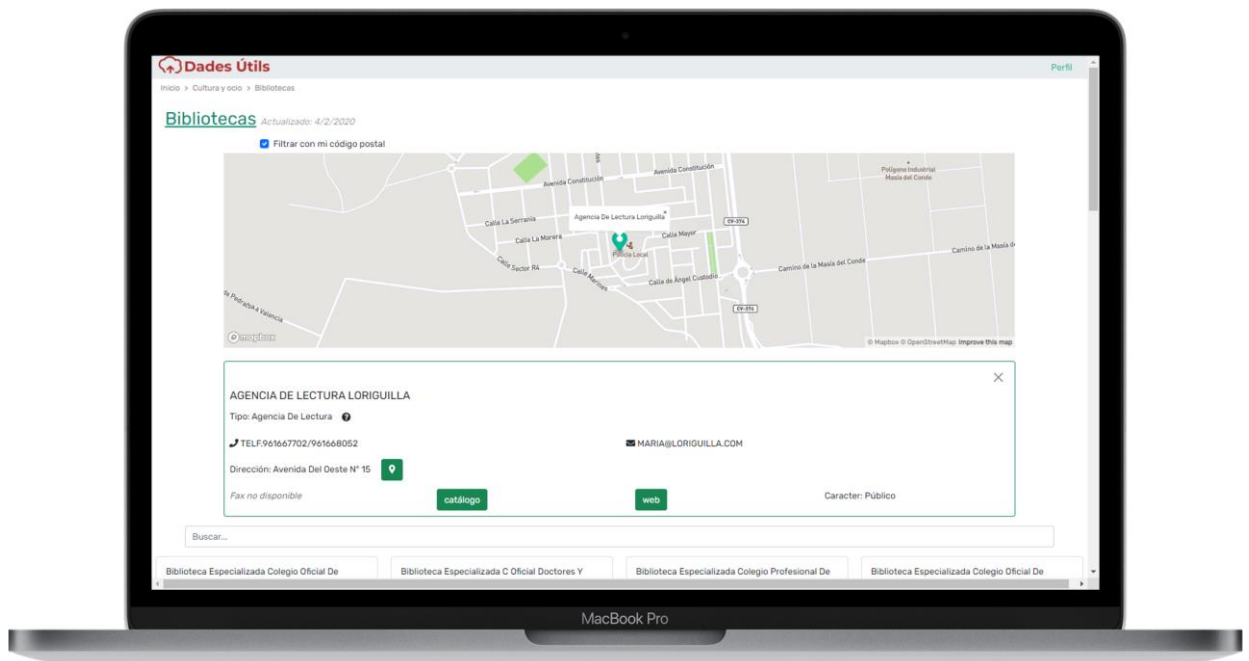 Dades Útils
Perfil
Inicio > Cultura y ocio > Bibliotecas
Bibliotecas Actualizado: 4/2/2020
Filtrar con mi código postal
Avenida Constitución
Avenida Constitución
Polígono Industrial
Masía del Conde
Calle La Serranía
Agencia De Lectura Loriguilla
×
CV-374
Calle La Morera
Calle Mayor
Policía Local
Camino de la Masía d
Calle Sector R4
Calle Marines
Calle de Ángel Custodio
Camino de la Masía del Conde
de Pedralba a Valencia
mapbox
© Mapbox © OpenStreetMap Improve this map
AGENCIA DE LECTURA LORIGUILLA
Tipo: Agencia De Lectura ?
TELF.961667702/961668052
MARIA@LORIGUILLA.COM
Dirección: Avenida Del Oeste Nº 15
Fax no disponible
catálogo
web
Caracter: Público
Buscar...
Biblioteca Especializada Colegio Oficial De
Biblioteca Especializada C Oficial Doctores Y
Biblioteca Especializada Colegio Profesional De
Biblioteca Especializada Colegio Oficial De
MacBook Pro